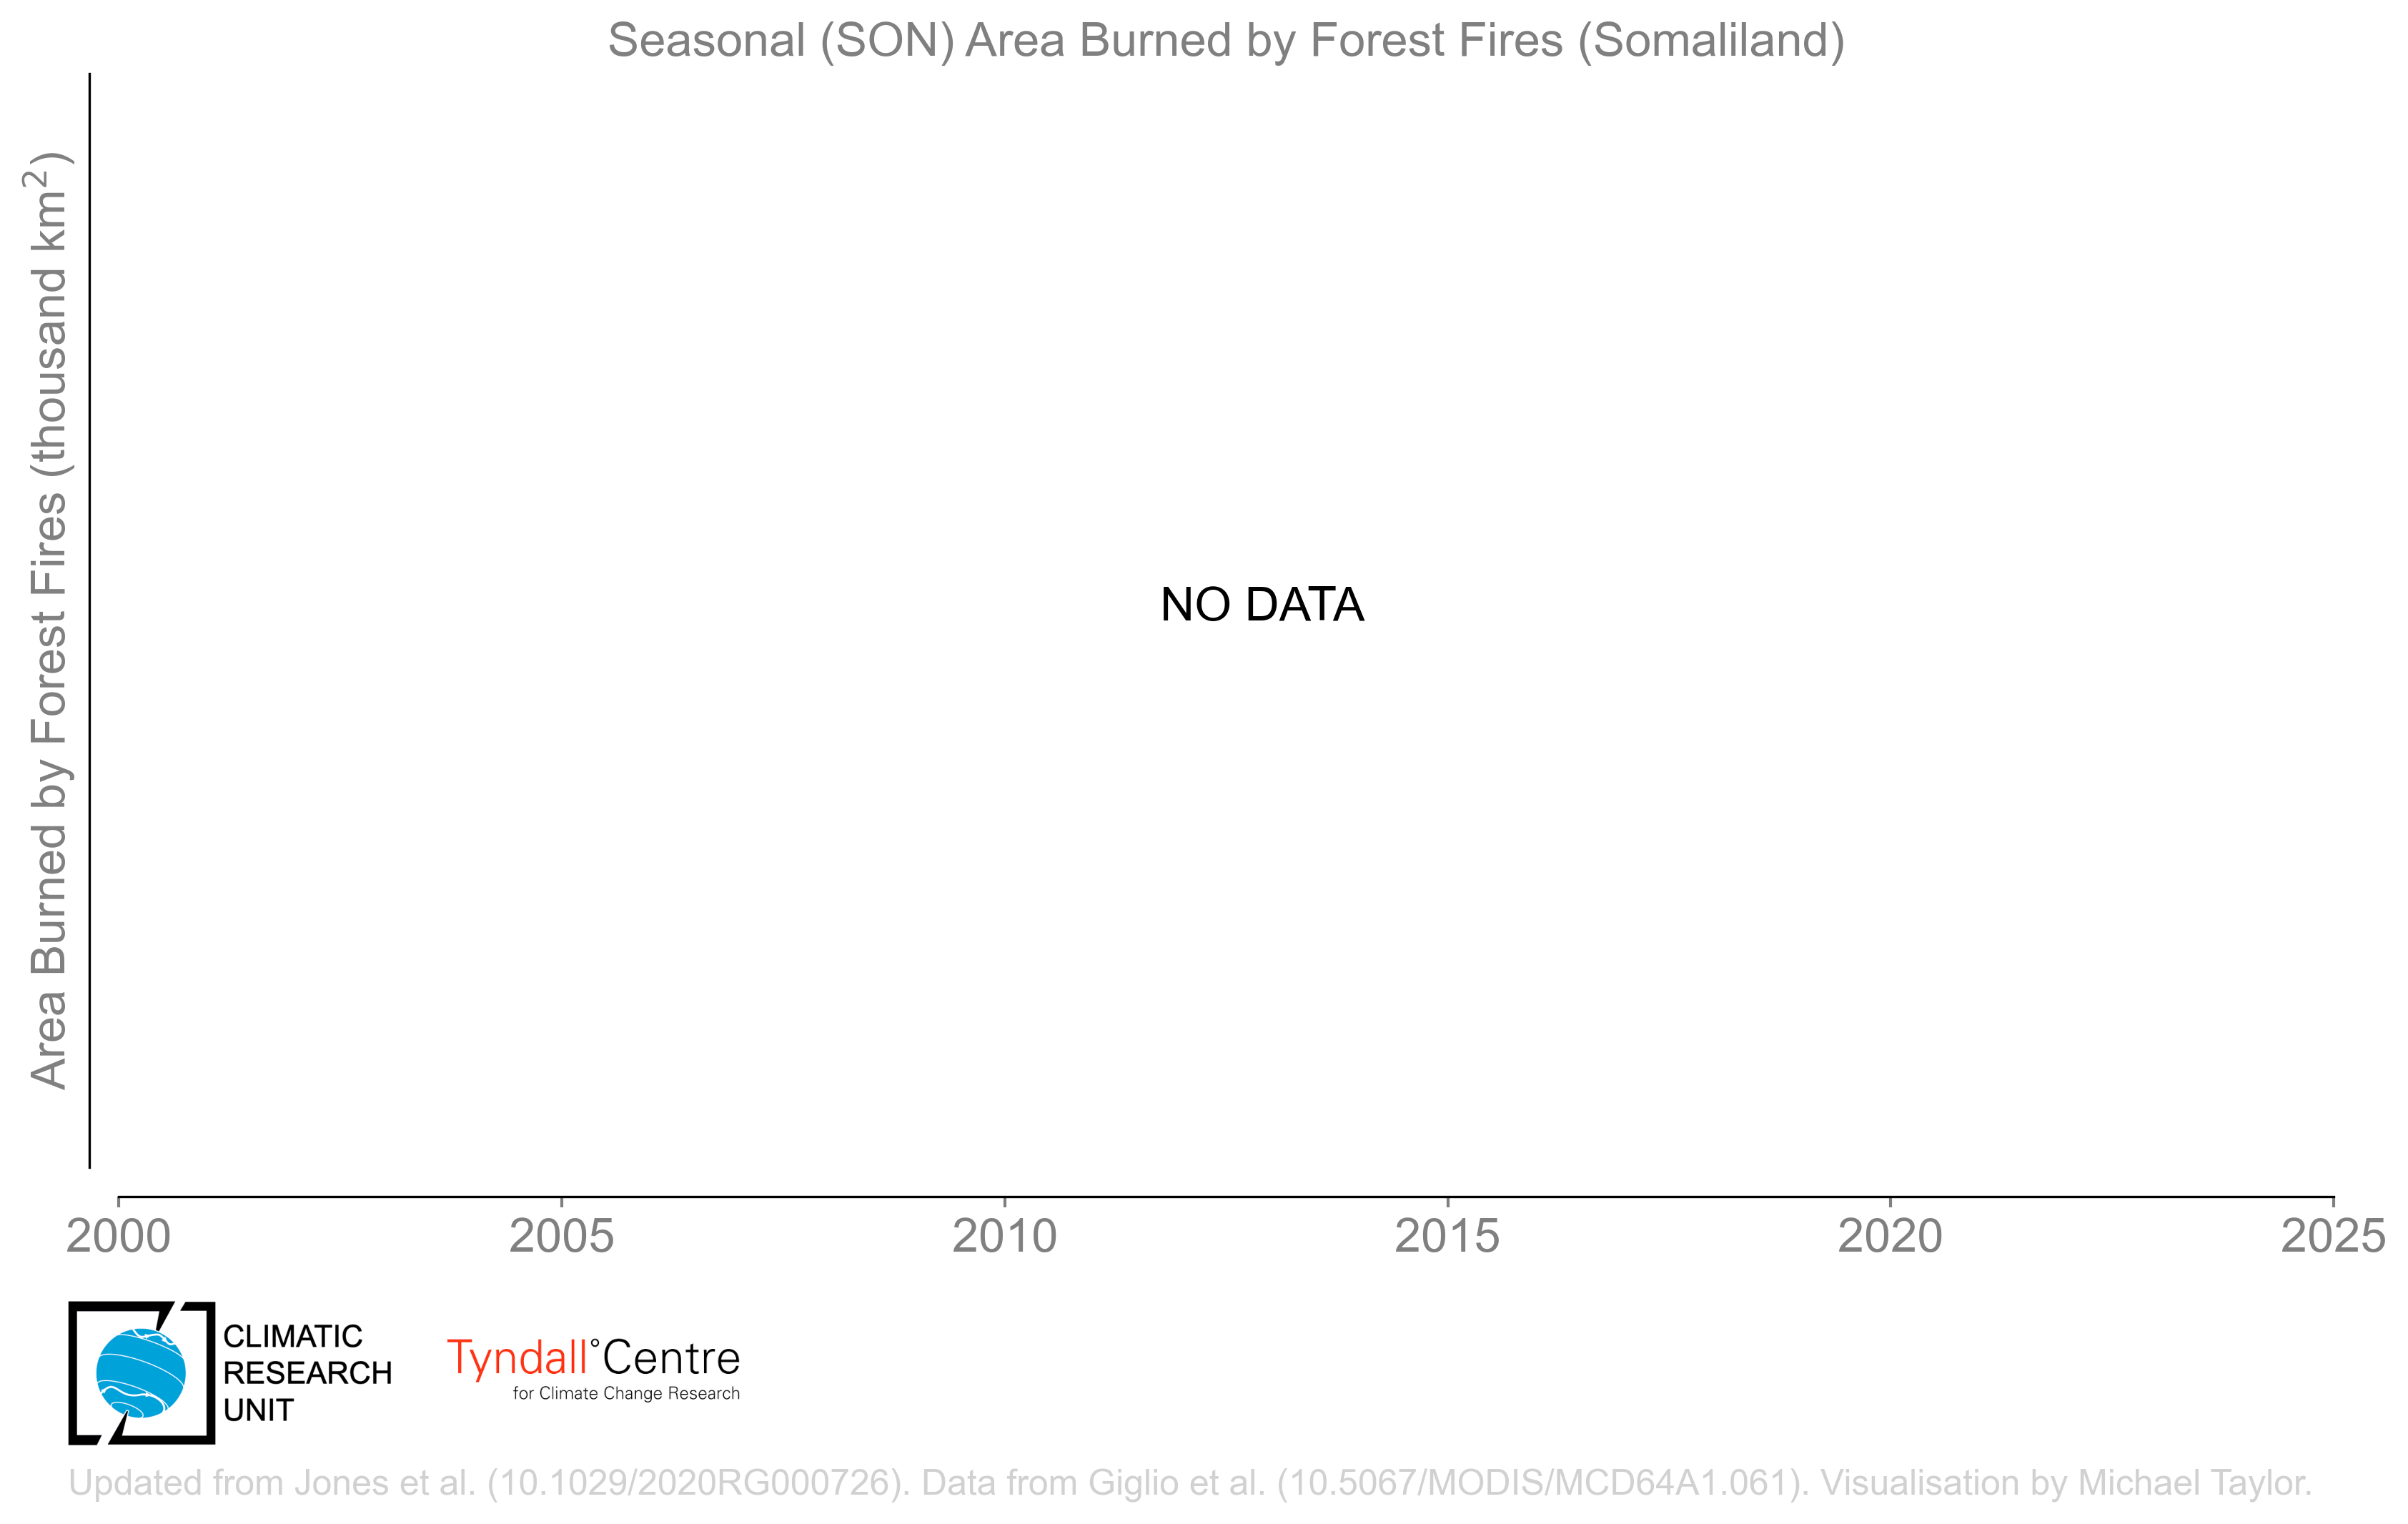 Seasonal (SON) Area Burned by Forest Fires (Somaliland)
Area Burned by Forest Fires (thousand km²)
NO DATA
2000 2005 2010 2015 2020 2025
CLIMATIC
RESEARCH
UNIT
Tyndall°Centre
for Climate Change Research
Updated from Jones et al. (10.1029/2020RG000726). Data from Giglio et al. (10.5067/MODIS/MCD64A1.061). Visualisation by Michael Taylor.